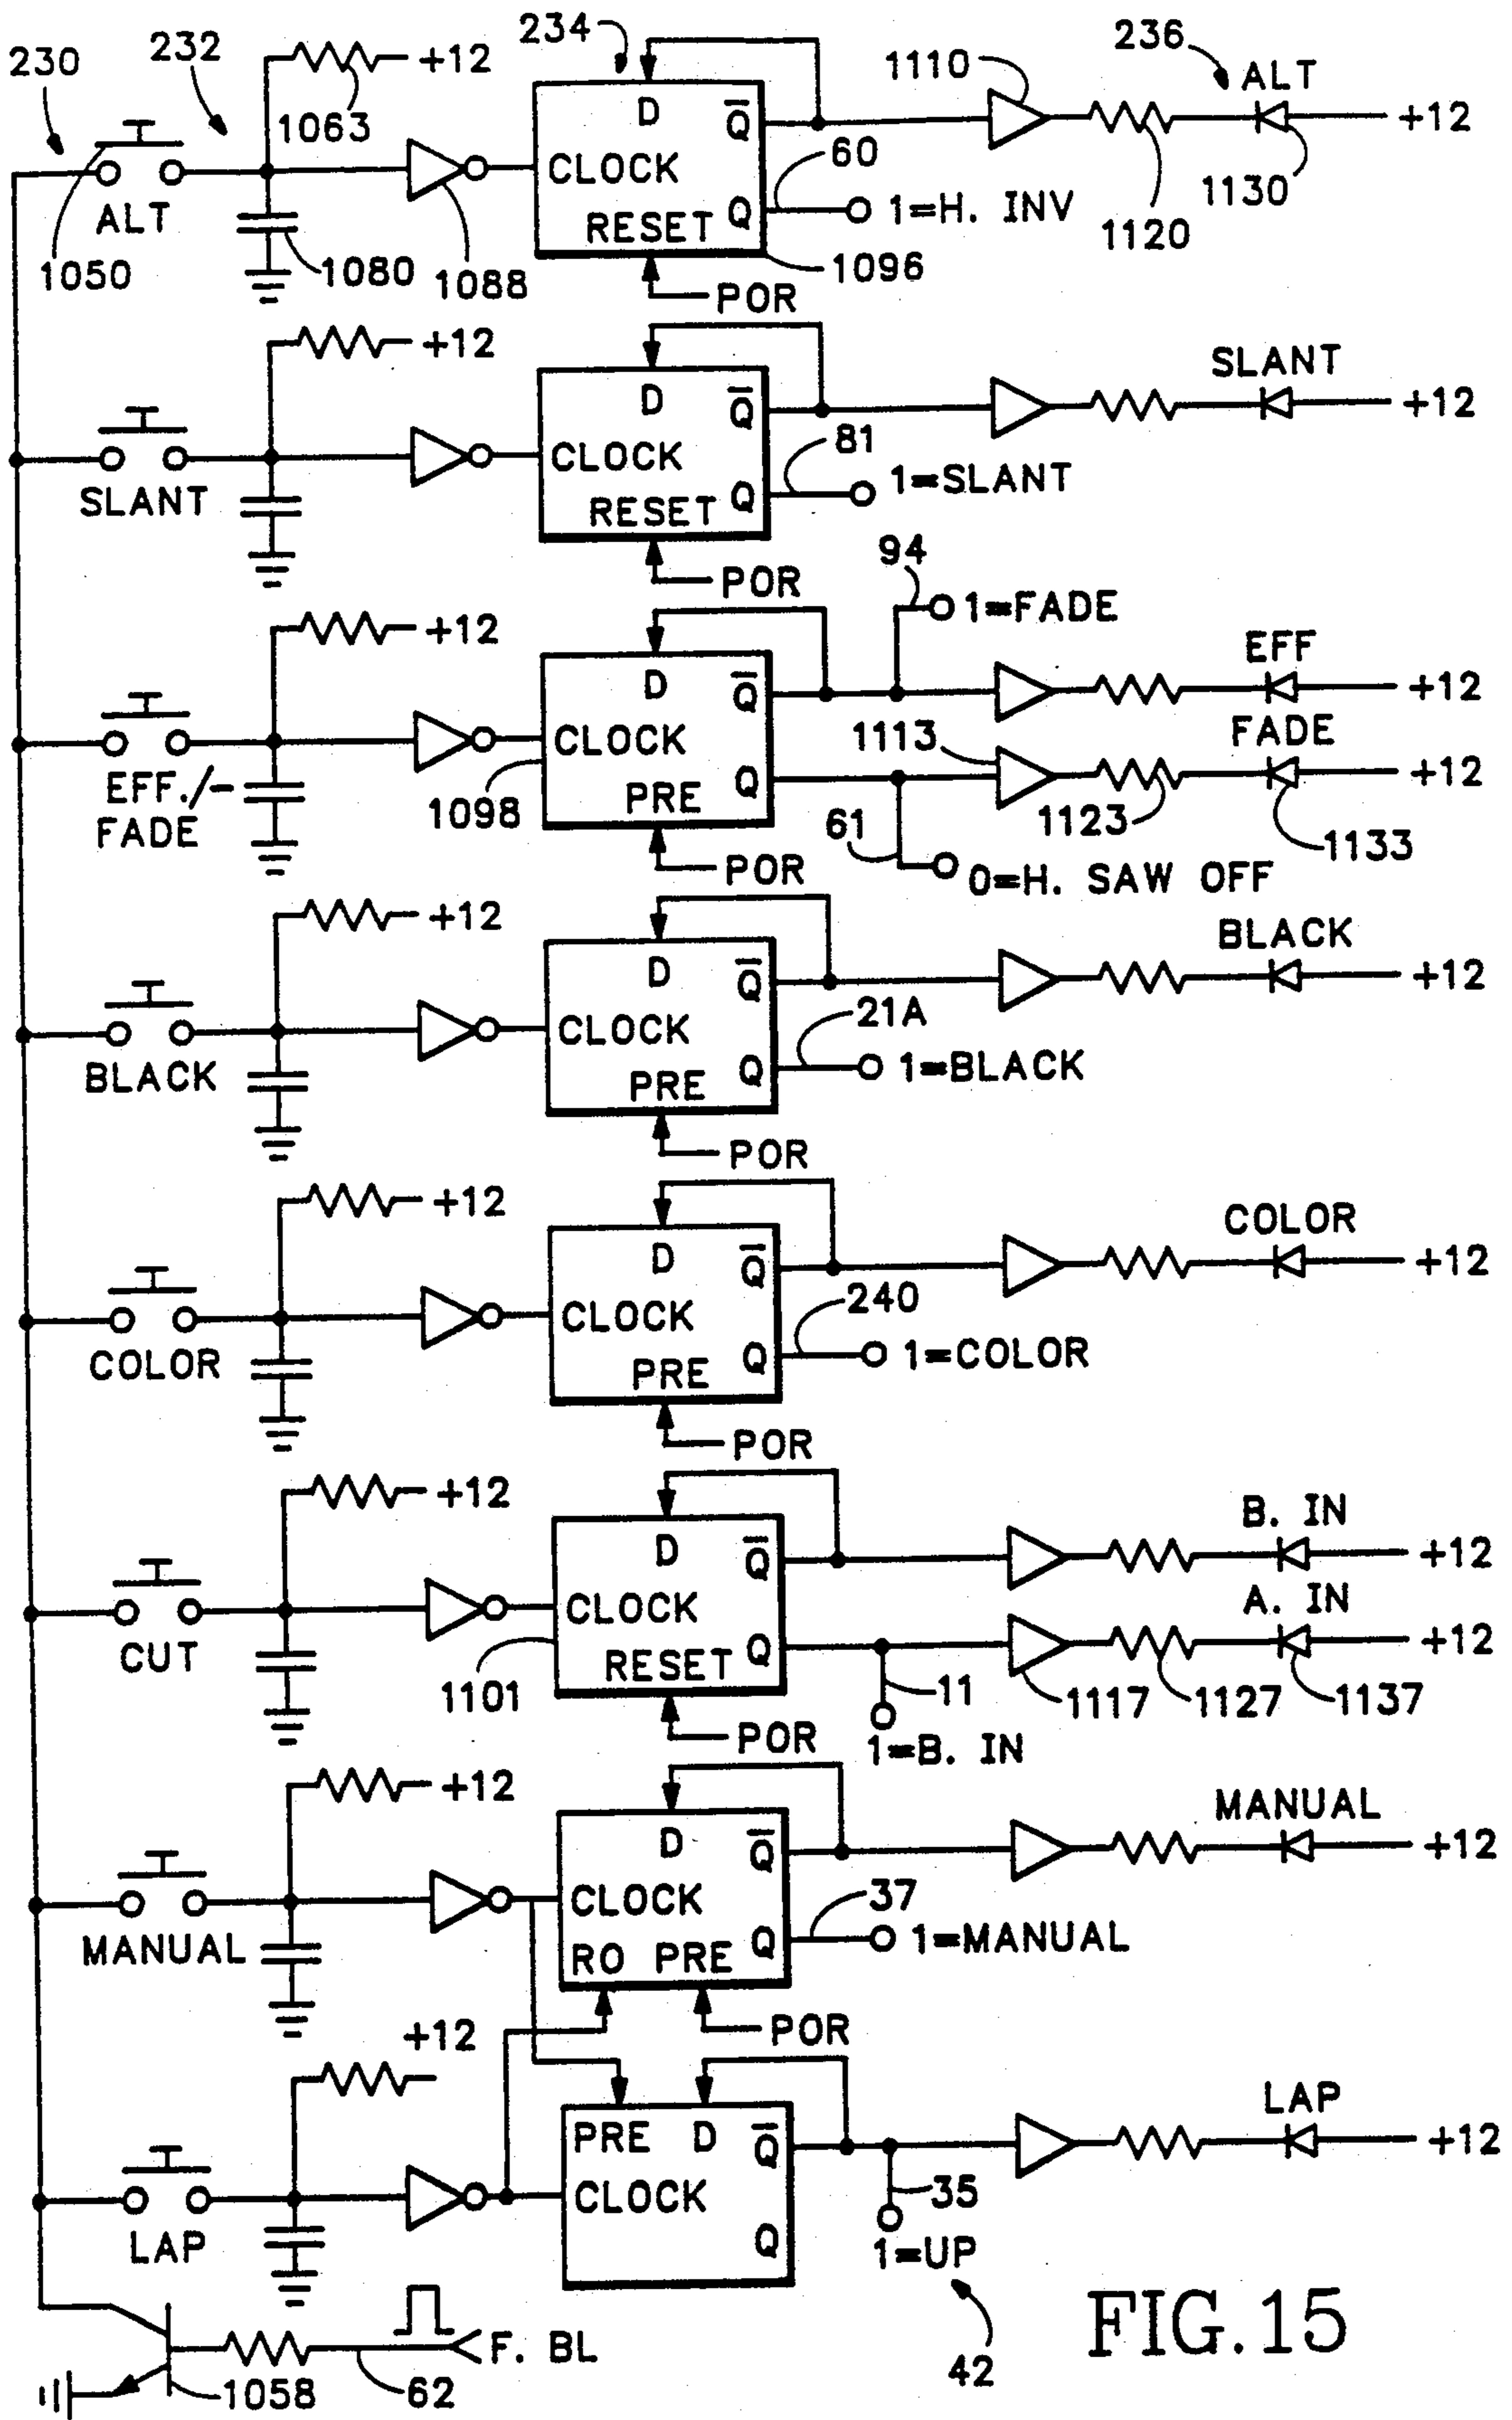 230
232
+12
1063
234
D
Q̅
CLOCK
Q
RESET
1110
236
ALT
+12
60
1=H. INV
1120
1130
1050
ALT
1080
1088
1096
POR
+12
D
Q̅
CLOCK
Q
RESET
SLANT
+12
81
1=SLANT
SLANT
POR
94
1=FADE
+12
D
Q̅
CLOCK
Q
PRE
EFF
+12
1113
FADE
+12
EFF./-
FADE
1098
61
1123
1133
POR
0=H. SAW OFF
+12
D
Q̅
CLOCK
Q
PRE
BLACK
+12
21A
1=BLACK
BLACK
POR
+12
D
Q̅
CLOCK
Q
PRE
COLOR
+12
240
1=COLOR
COLOR
POR
+12
D
Q̅
CLOCK
Q
RESET
B. IN
+12
A. IN
+12
CUT
1101
11
1117
1127
1137
POR
1=B. IN
+12
D
Q̅
CLOCK
Q
RO PRE
MANUAL
+12
37
1=MANUAL
MANUAL
POR
+12
PRE D
Q̅
CLOCK
Q
LAP
+12
35
1=UP
LAP
F. BL
1058
62
42
FIG.15